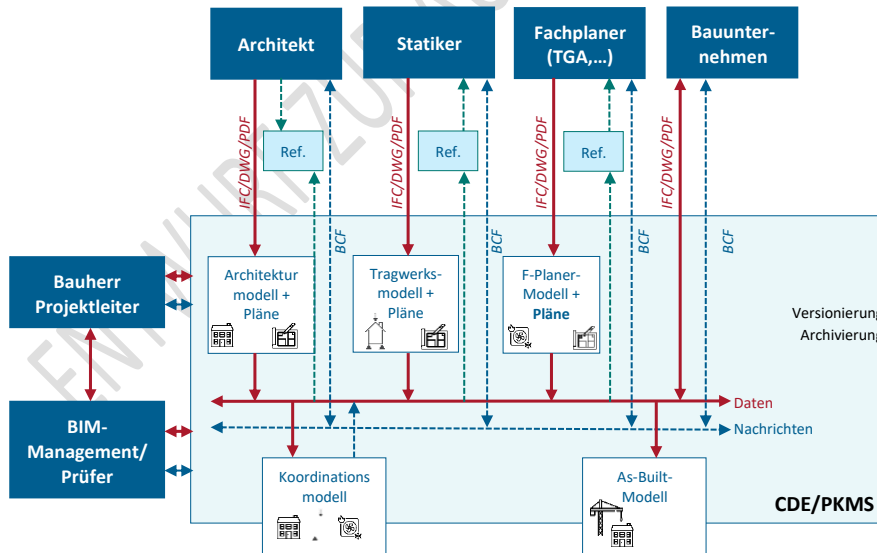 Architekt
Statiker
Fachplaner
(TGA,...)
Bauunter-
nehmen
IFC/DWG/PDF
Ref.
IFC/DWG/PDF
Ref.
IFC/DWG/PDF
Ref.
IFC/DWG/PDF
BCF
BCF
BCF
BCF
Bauherr
Projektleiter
Architektur
modell +
Pläne
Tragwerks-
modell +
Pläne
F-Planer-
Modell +
Pläne
Versionierung
Archivierung
BIM-
Management/
Prüfer
Daten
Nachrichten
Koordinations
modell
As-Built-
Modell
CDE/PKMS
ENTWURF ZUR